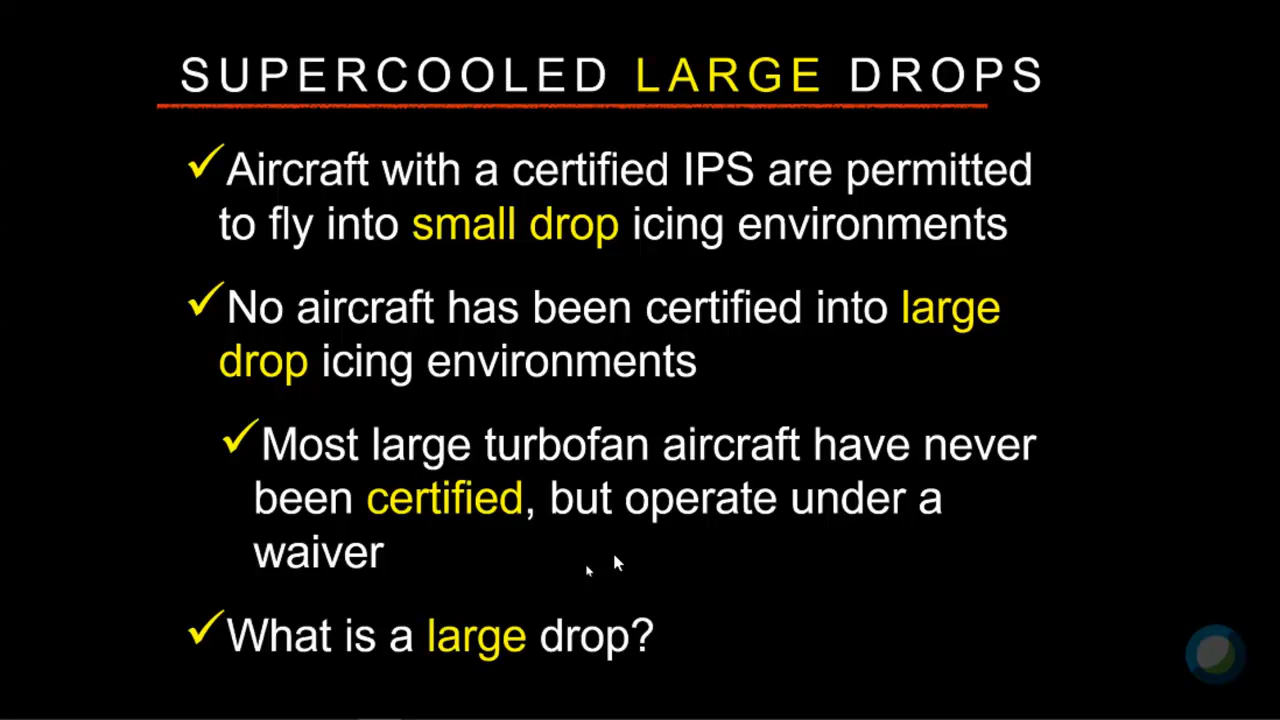 SUPERCOOLED LARGE DROPS
✓Aircraft with a certified IPS are permitted
to fly into small drop icing environments
✓No aircraft has been certified into large
drop icing environments
✓Most large turbofan aircraft have never
been certified, but operate under a
waiver
✓What is a large drop?